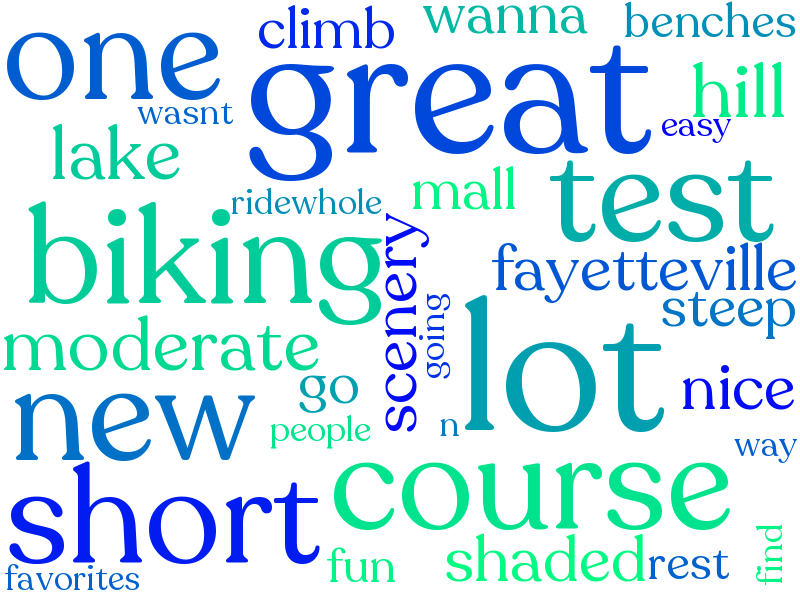 climb wanna benches
one great
wasnt easy hill
lake
ridewhole mall test
biking scenery fayetteville
going steep
moderate lot
go nice
new people n way
short course
find
favorites fun shaded rest